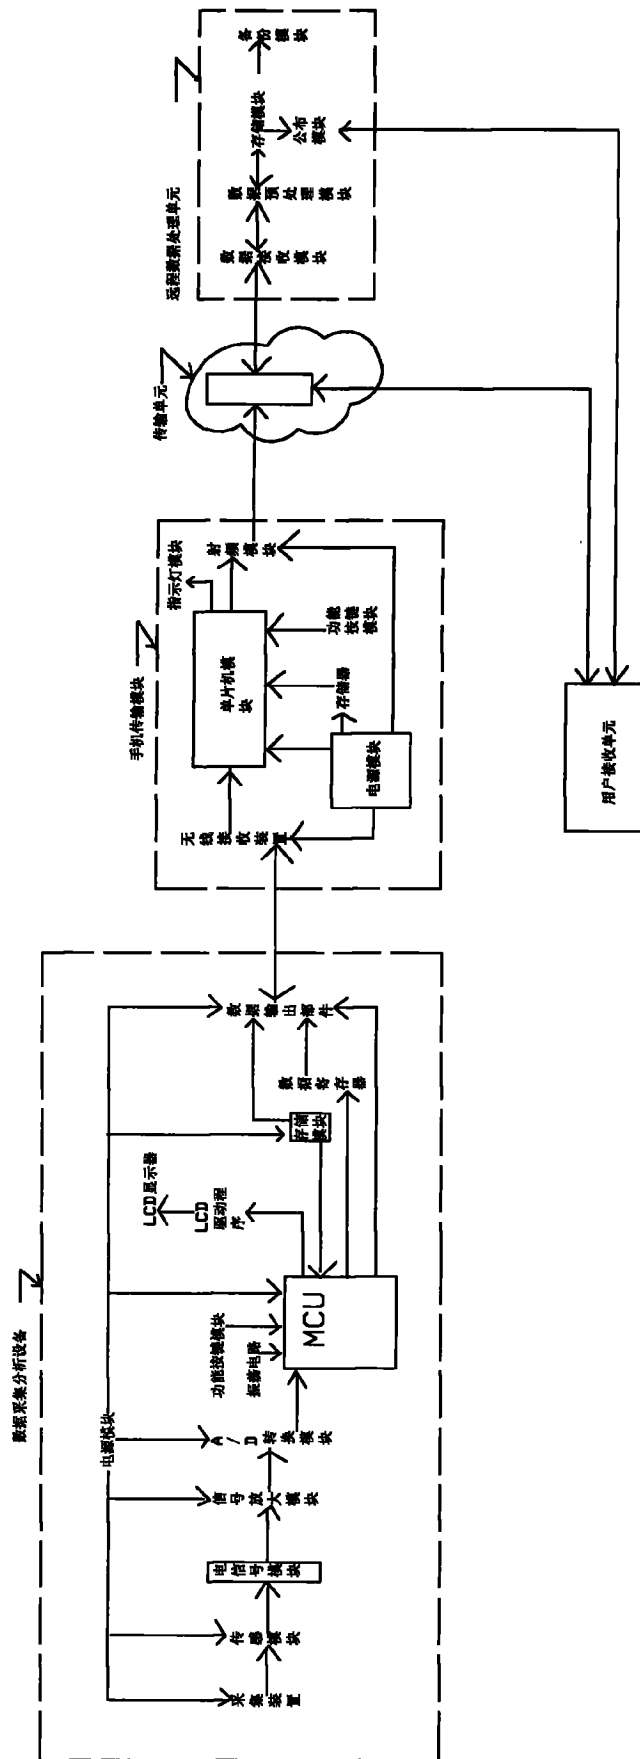 数据采集分析设备
电源模块
采集装置
传感模块
电信号模块
信号放大模块
A/D转换模块
功能按键模块
振荡电路
MCU
LCD驱动程
序
LCD显示器
存储
模块
数据寄存器
数据输出部件
手机传输模块
无线接收装置
单片机模
块
指示灯模块
电源模块
存储器
功能
按键
模块
射频模块
传输单元
远程数据处理单元
数据接收模块
数据预处理模块
存储模块
公布
模块
备份模块
用户接收单元